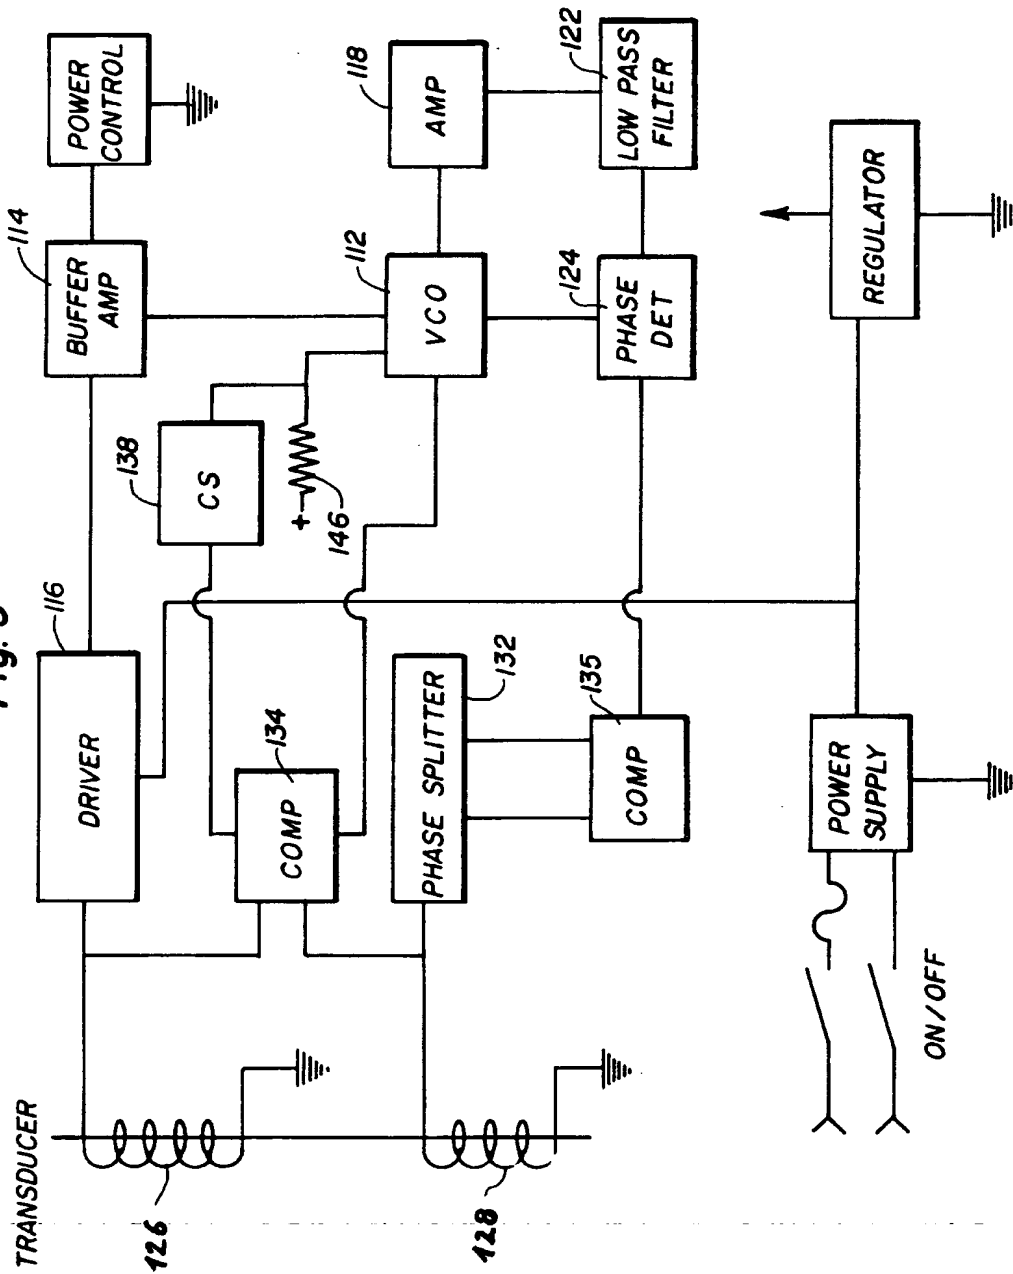 Fig.
TRANSDUCER
126
DRIVER
116
BUFFER
AMP
114
POWER
CONTROL
CS
138
COMP
134
+
146
128
PHASE SPLITTER
132
VCO
112
AMP
118
COMP
135
PHASE
DET
124
LOW PASS
FILTER
122
ON/OFF
POWER
SUPPLY
REGULATOR